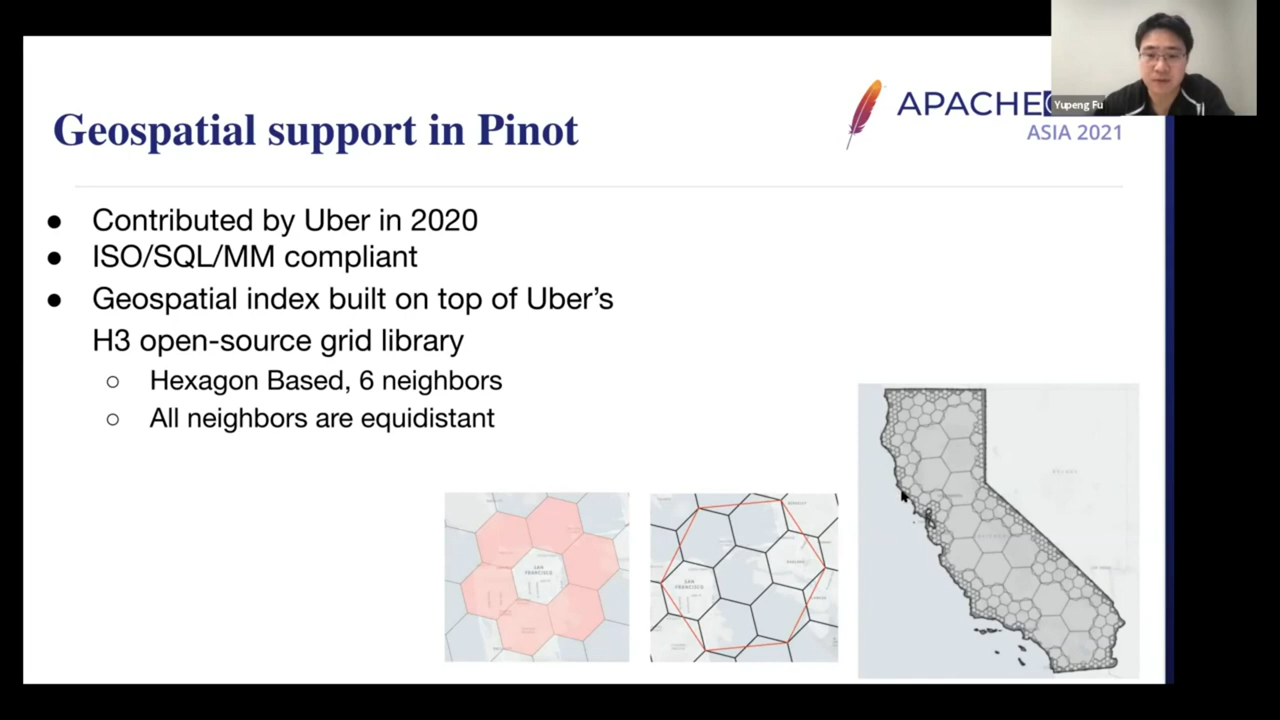 Geospatial support in Pinot
APACHE
ASIA 2021
Yupeng Fu
● Contributed by Uber in 2020
● ISO/SQL/MM compliant
● Geospatial index built on top of Uber's
H3 open-source grid library
○ Hexagon Based, 6 neighbors
○ All neighbors are equidistant
SAN
FRANCISCO
SAN
FRANCISCO